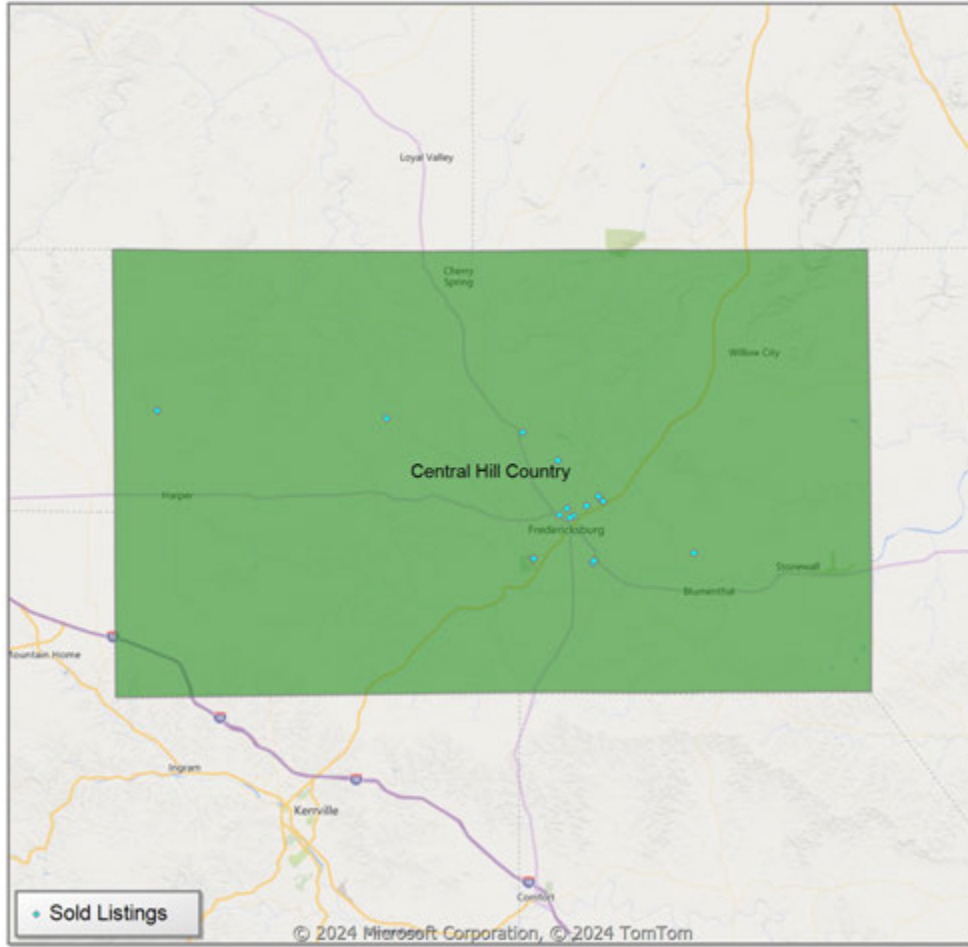 Loyal Valley
Cherry
Spring
Willow City
Central Hill Country
Harper
Fredericksburg
Stonewall
Blumenthal
Mountain Home
Ingram
Kerrville
Comfort
Sold Listings
© 2024 Microsoft Corporation, © 2024 TomTom